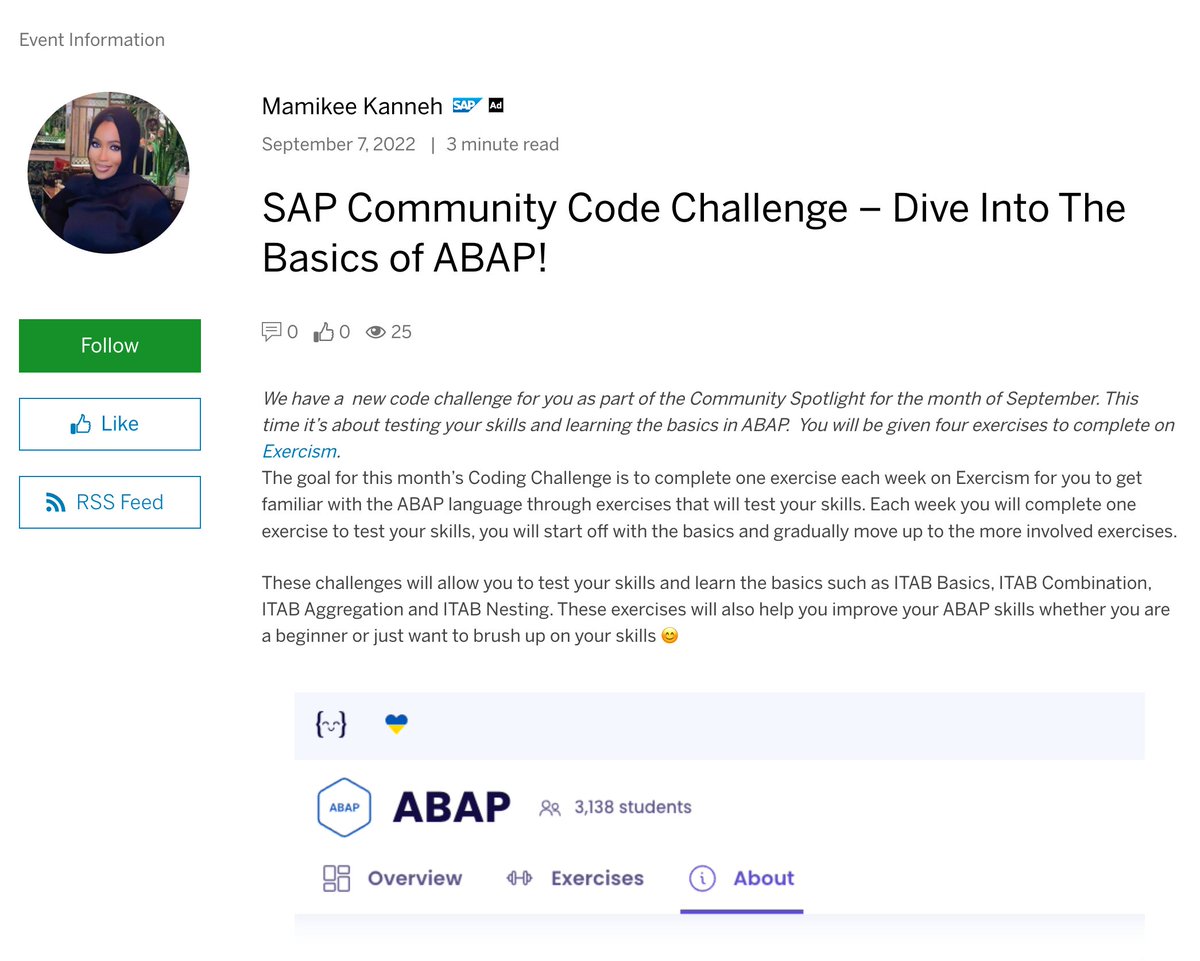 Event Information
Mamikee Kanneh SAP Ad
September 7, 2022 | 3 minute read
SAP Community Code Challenge – Dive Into The
Basics of ABAP!
0 0 25
Follow
Like
RSS Feed
We have a  new code challenge for you as part of the Community Spotlight for the month of September. This
time it’s about testing your skills and learning the basics in ABAP.  You will be given four exercises to complete on
Exercism.
The goal for this month’s Coding Challenge is to complete one exercise each week on Exercism for you to get
familiar with the ABAP language through exercises that will test your skills. Each week you will complete one
exercise to test your skills, you will start off with the basics and gradually move up to the more involved exercises.
These challenges will allow you to test your skills and learn the basics such as ITAB Basics, ITAB Combination,
ITAB Aggregation and ITAB Nesting. These exercises will also help you improve your ABAP skills whether you are
a beginner or just want to brush up on your skills 😊
ABAP ABAP 3,138 students
Overview Exercises About